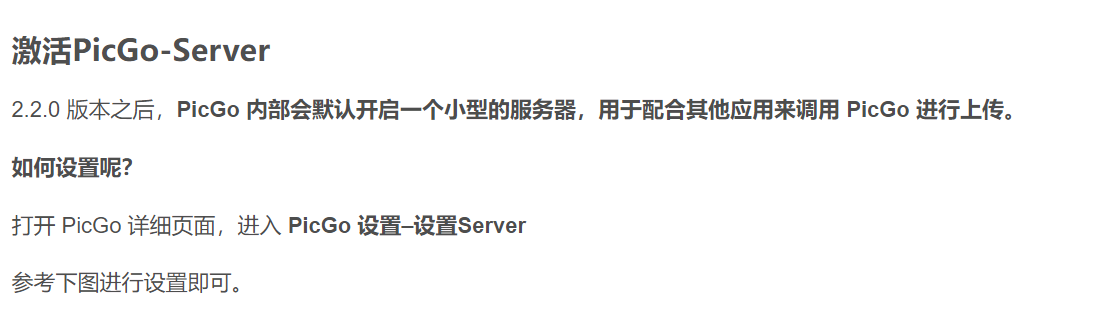 激活PicGo-Server
2.2.0 版本之后，PicGo 内部会默认开启一个小型的服务器，用于配合其他应用来调用 PicGo 进行上传。
如何设置呢？
打开 PicGo 详细页面，进入 PicGo 设置–设置Server
参考下图进行设置即可。